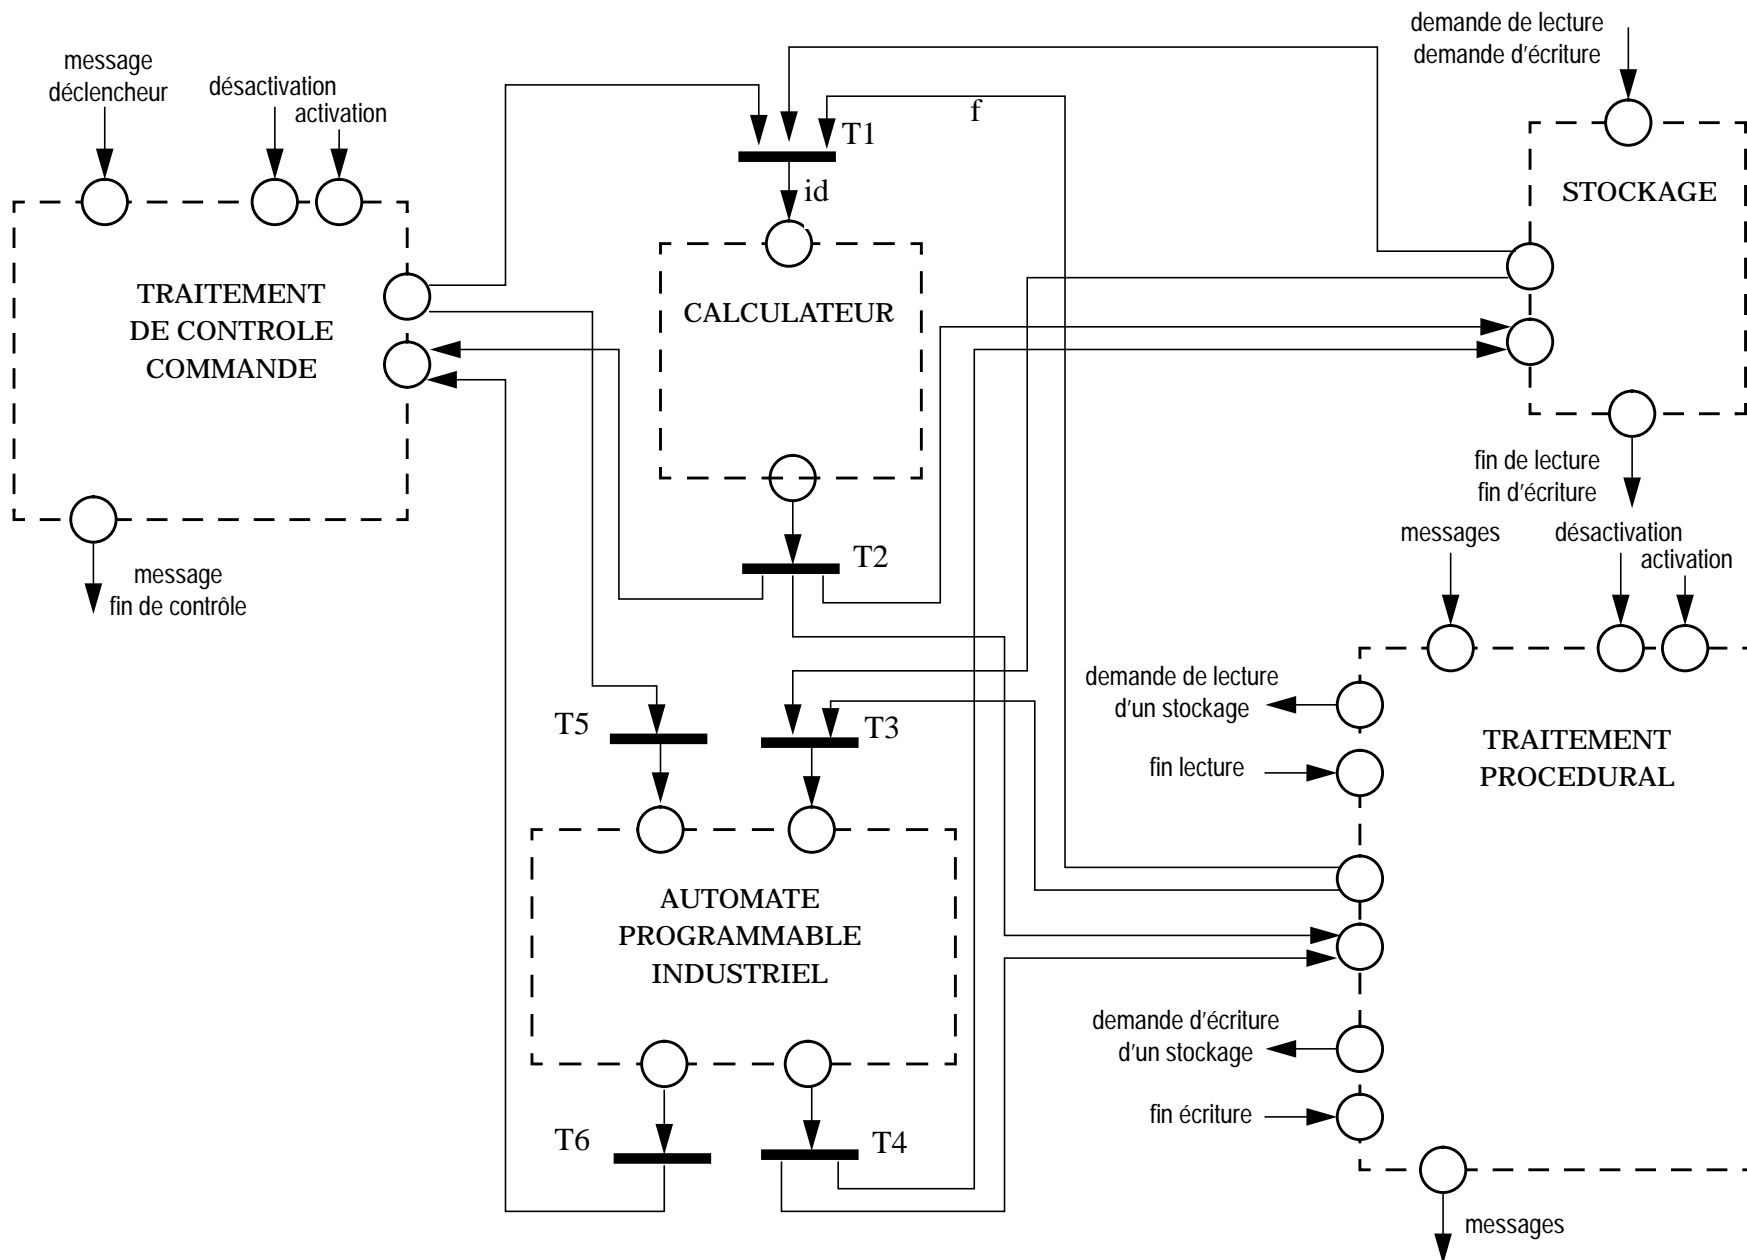 demande de lecture
demande d'écriture
message
déclencheur
désactivation
activation
f
T1
id
STOCKAGE
TRAITEMENT
DE CONTROLE
COMMANDE
CALCULATEUR
fin de lecture
fin d'écriture
messages
désactivation
activation
T2
message
fin de contrôle
demande de lecture
d'un stockage
T5
T3
fin lecture
TRAITEMENT
PROCEDURAL
AUTOMATE
PROGRAMMABLE
INDUSTRIEL
demande d'écriture
d'un stockage
fin écriture
T6
T4
messages